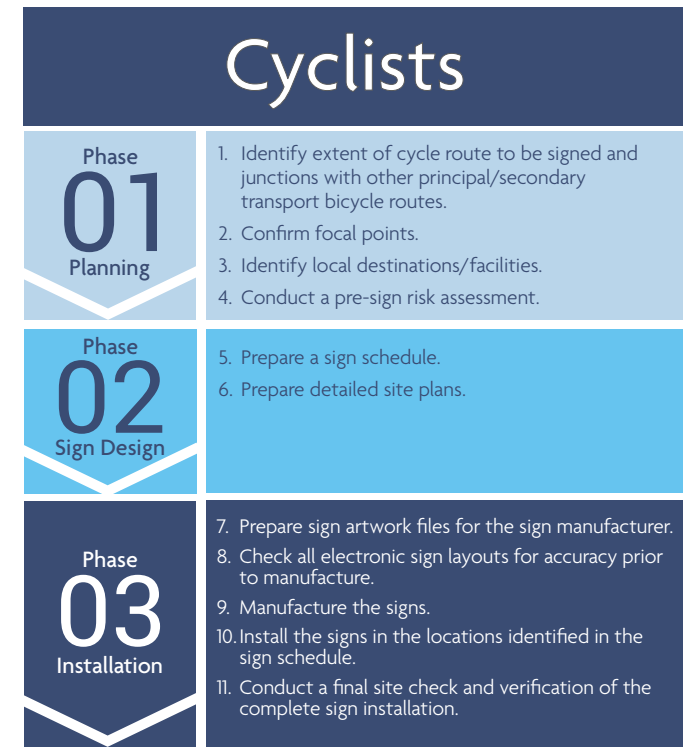 Cyclists
Phase
01
Planning
1. Identify extent of cycle route to be signed and
junctions with other principal/secondary
transport bicycle routes.
2. Confirm focal points.
3. Identify local destinations/facilities.
4. Conduct a pre-sign risk assessment.
Phase
02
Sign Design
5. Prepare a sign schedule.
6. Prepare detailed site plans.
Phase
03
Installation
7. Prepare sign artwork files for the sign manufacturer.
8. Check all electronic sign layouts for accuracy prior
to manufacture.
9. Manufacture the signs.
10. Install the signs in the locations identified in the
sign schedule.
11. Conduct a final site check and verification of the
complete sign installation.